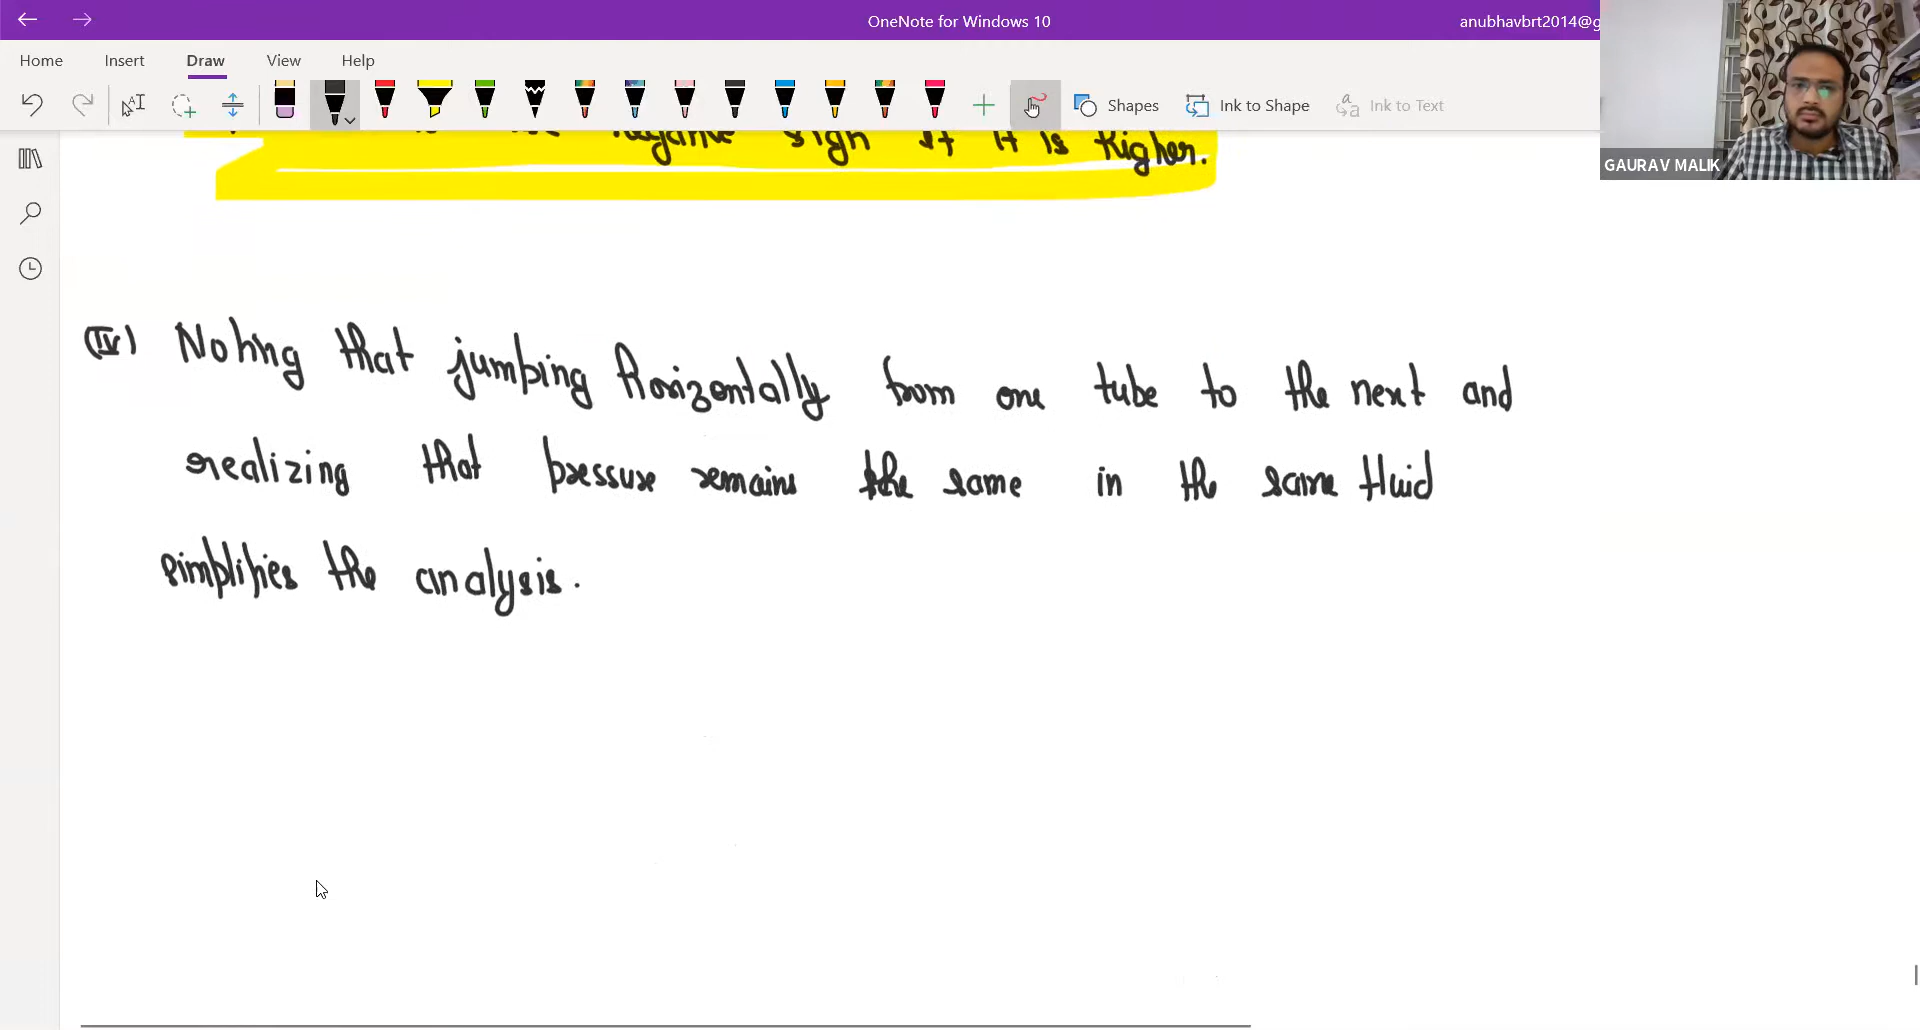 OneNote for Windows 10
anubhavbrt2014@g
Home Insert Draw View Help
Shapes Ink to Shape Ink to Text
GAURAV MALIK
negative sign if it is higher.
(IV) Noting that jumping horizontally from one tube to the next and
realizing that pressure remains the same in the same fluid
simplifies the analysis.